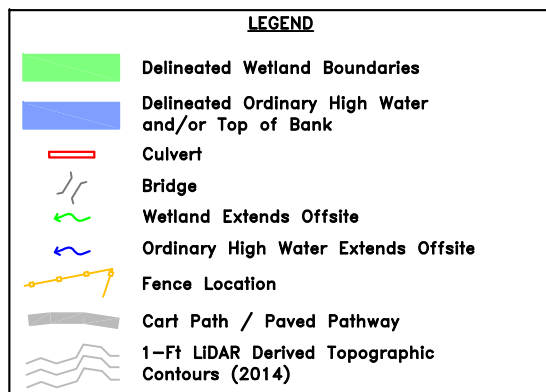 LEGEND
Delineated Wetland Boundaries
Delineated Ordinary High Water
and/or Top of Bank
Culvert
Bridge
Wetland Extends Offsite
Ordinary High Water Extends Offsite
Fence Location
Cart Path / Paved Pathway
1-Ft LiDAR Derived Topographic
Contours (2014)